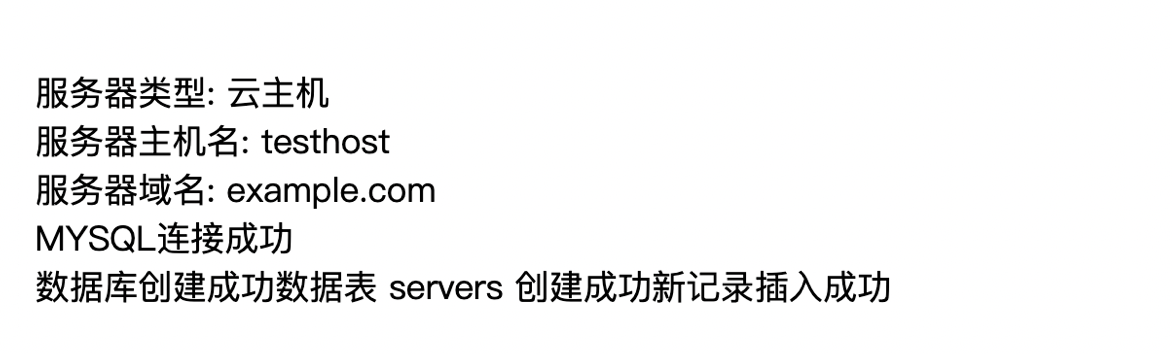 服务器类型: 云主机
服务器主机名: testhost
服务器域名: example.com
MYSQL连接成功
数据库创建成功数据表 servers 创建成功新记录插入成功